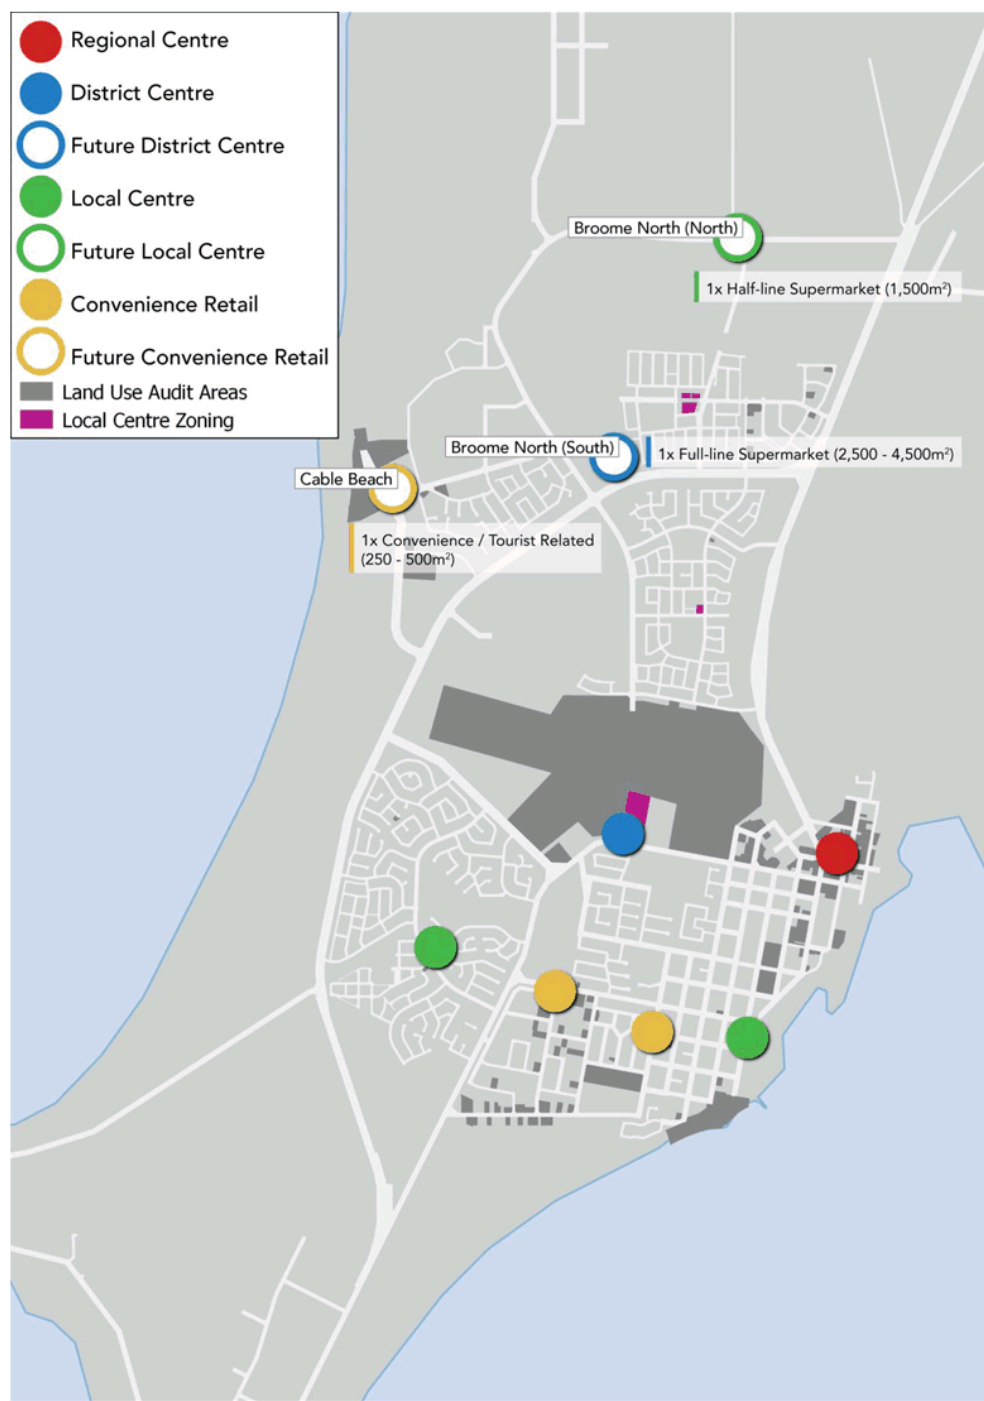 Regional Centre
District Centre
Future District Centre
Local Centre
Future Local Centre
Convenience Retail
Future Convenience Retail
Land Use Audit Areas
Local Centre Zoning
Broome North (North)
1x Half-line Supermarket (1,500m²)
Broome North (South)
1x Full-line Supermarket (2,500 - 4,500m²)
Cable Beach
1x Convenience / Tourist Related
(250 - 500m²)